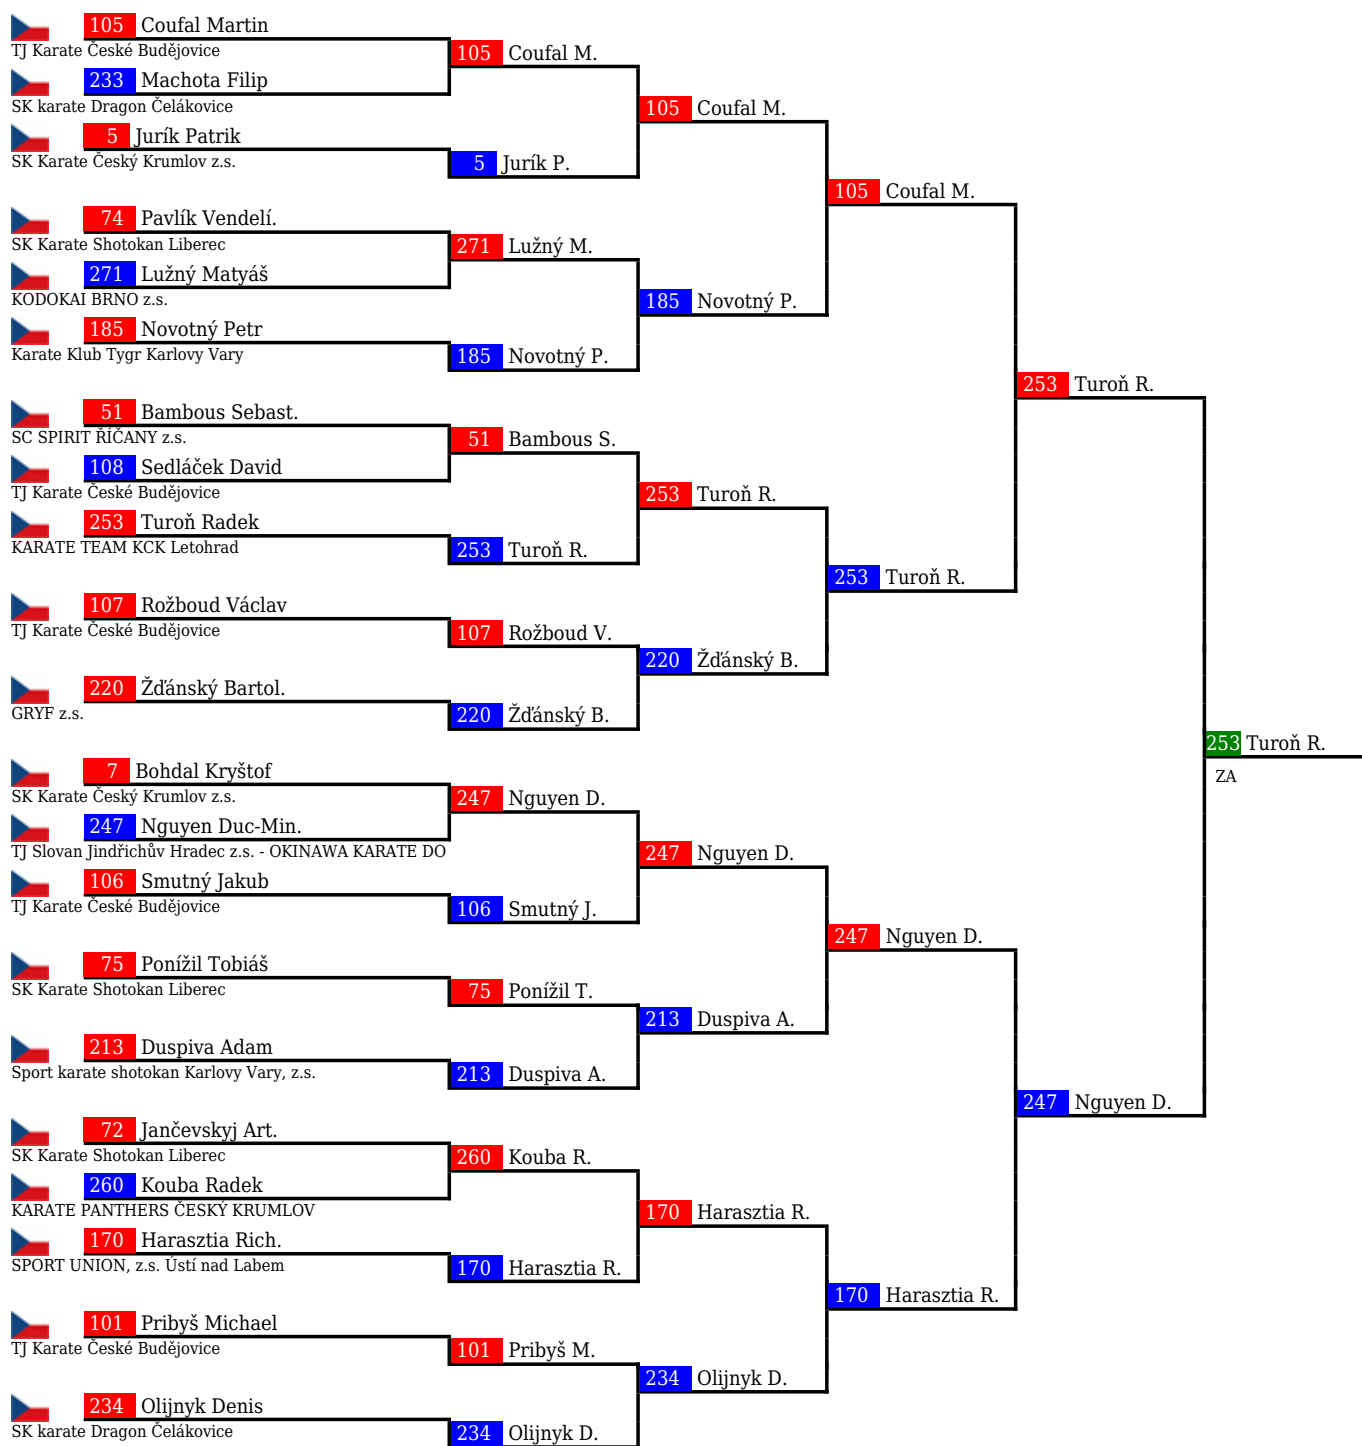 105 Coufal Martin
TJ Karate České Budějovice
233 Machota Filip
SK karate Dragon Čelákovice
5 Jurík Patrik
SK Karate Český Krumlov z.s.
74 Pavlík Vendelí.
SK Karate Shotokan Liberec
271 Lužný Matyáš
KODOKAI BRNO z.s.
185 Novotný Petr
Karate Klub Tygr Karlovy Vary
51 Bambous Sebast.
SC SPIRIT ŘÍČANY z.s.
108 Sedláček David
TJ Karate České Budějovice
253 Turoň Radek
KARATE TEAM KCK Letohrad
107 Rožboud Václav
TJ Karate České Budějovice
220 Žďánský Bartol.
GRYF z.s.
7 Bohdal Kryštof
SK Karate Český Krumlov z.s.
247 Nguyen Duc-Min.
TJ Slovan Jindřichův Hradec z.s. - OKINAWA KARATE DO
106 Smutný Jakub
TJ Karate České Budějovice
75 Ponížil Tobiáš
SK Karate Shotokan Liberec
213 Duspiva Adam
Sport karate shotokan Karlovy Vary, z.s.
72 Jančevskyj Art.
SK Karate Shotokan Liberec
260 Kouba Radek
KARATE PANTHERS ČESKÝ KRUMLOV
170 Harasztia Rich.
SPORT UNION, z.s. Ústí nad Labem
101 Pribyš Michael
TJ Karate České Budějovice
234 Olijnyk Denis
SK karate Dragon Čelákovice
105 Coufal M.
5 Jurík P.
271 Lužný M.
185 Novotný P.
51 Bambous S.
253 Turoň R.
107 Rožboud V.
220 Žďánský B.
247 Nguyen D.
106 Smutný J.
75 Ponížil T.
213 Duspiva A.
260 Kouba R.
170 Harasztia R.
101 Pribyš M.
234 Olijnyk D.
105 Coufal M.
185 Novotný P.
253 Turoň R.
220 Žďánský B.
247 Nguyen D.
213 Duspiva A.
170 Harasztia R.
234 Olijnyk D.
105 Coufal M.
253 Turoň R.
247 Nguyen D.
170 Harasztia R.
253 Turoň R.
247 Nguyen D.
253 Turoň R.
ZA